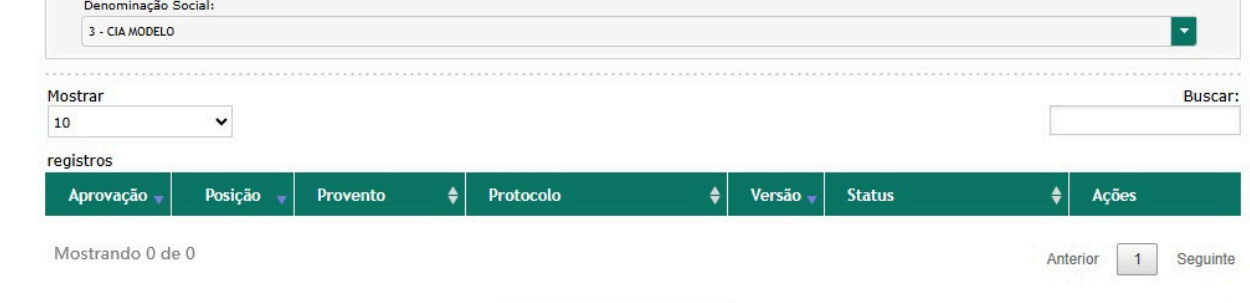 Denominação Social:
3 - CIA MODELO
Mostrar Buscar:
10
registros
Aprovação Posição Provento Protocolo Versão Status Ações
Mostrando 0 de 0 Anterior 1 Seguinte